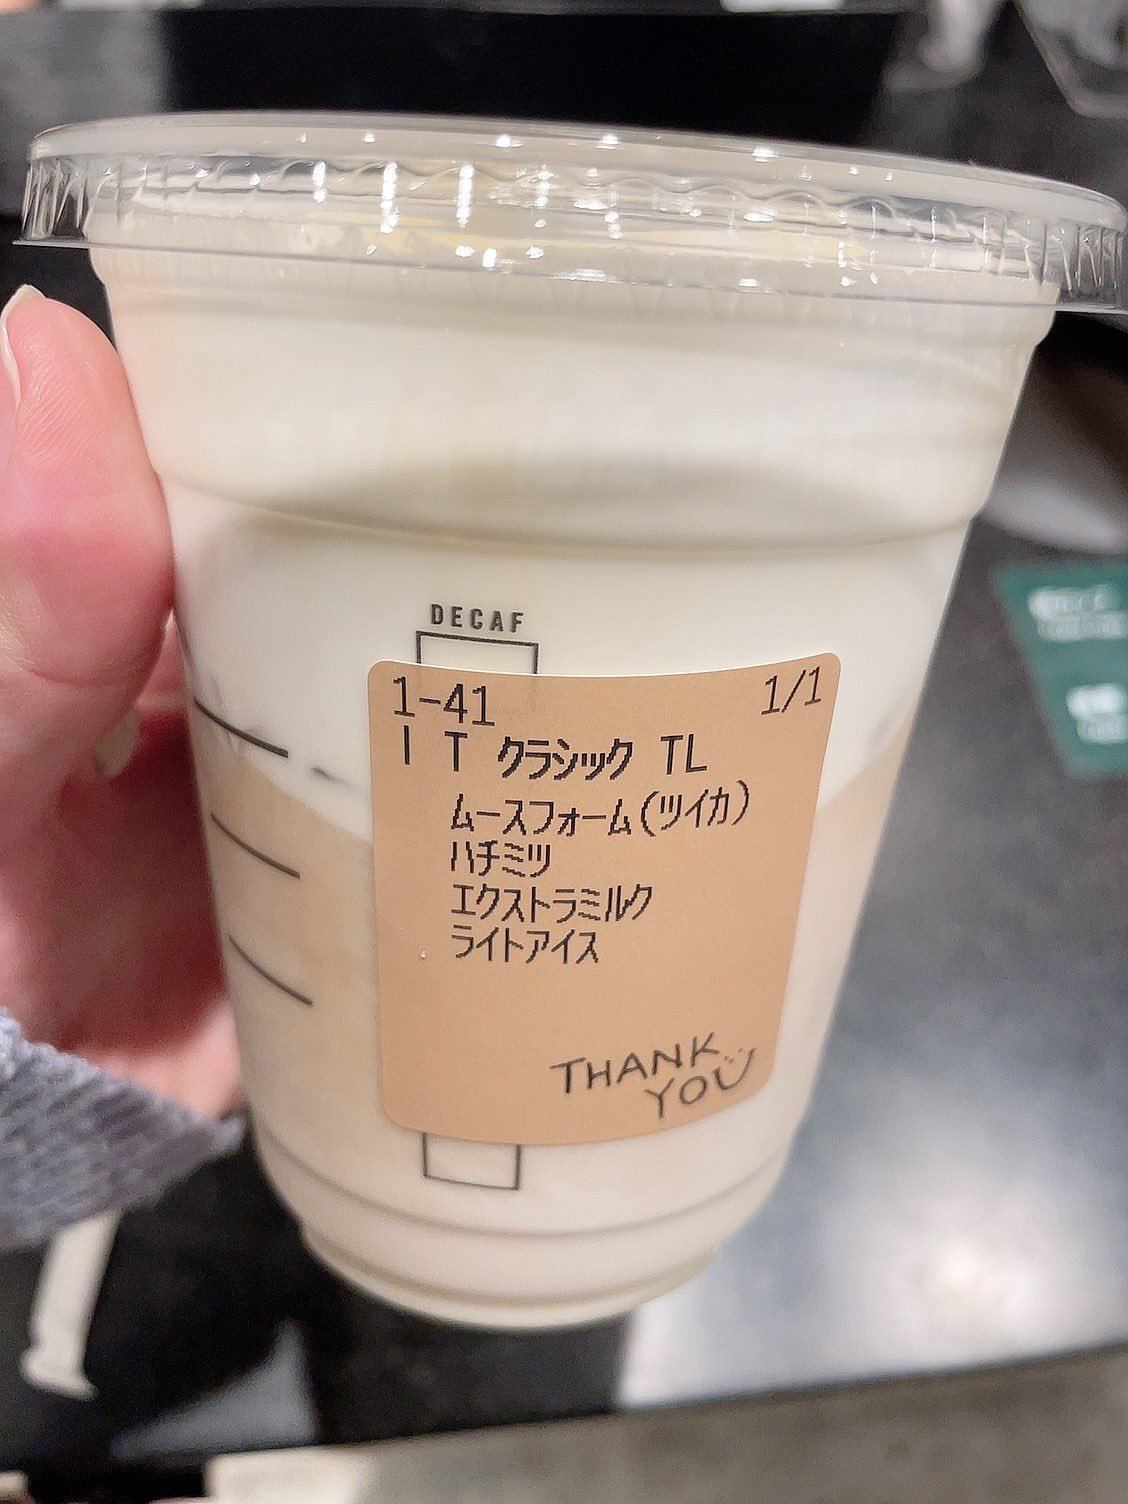 DECAF
1-41 1/1
I T クラシック TL
ムースフォーム(ツイカ)
ハチミツ
エクストラミルク
ライトアイス
THANK
YOU